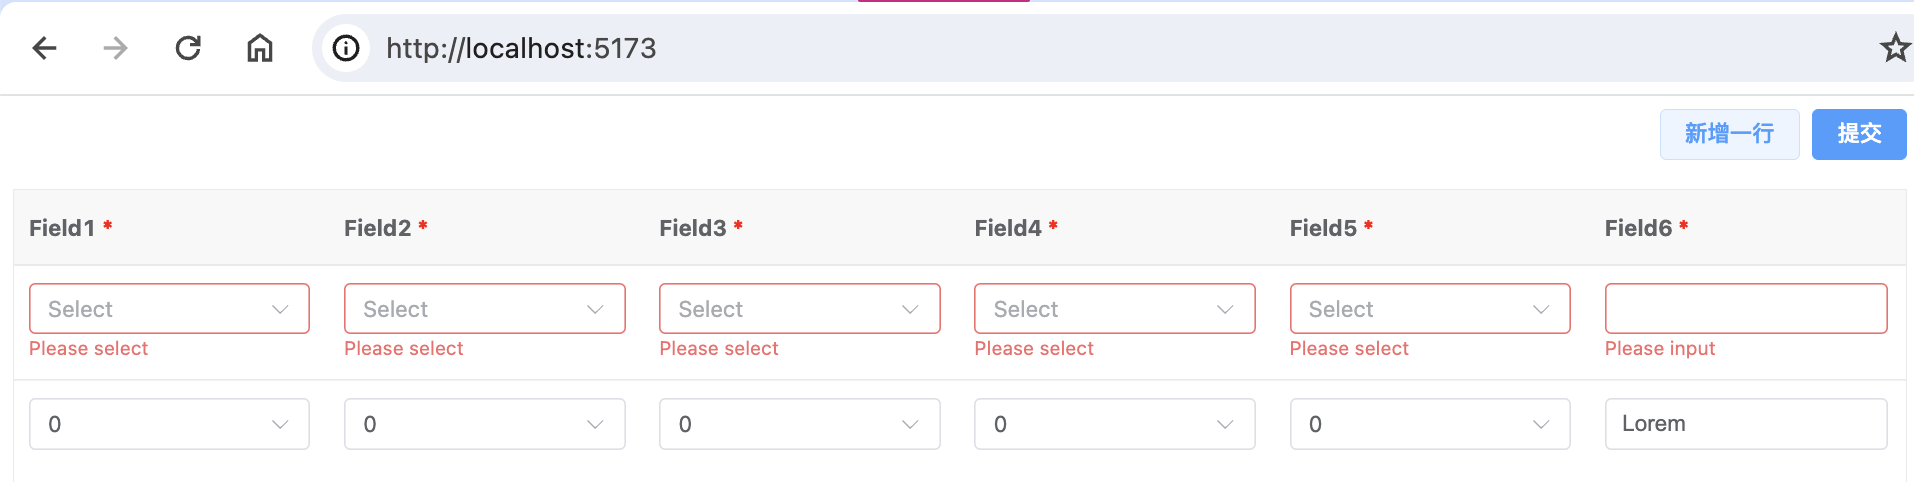 http://localhost:5173
新增一行 提交
Field1 * Field2 * Field3 * Field4 * Field5 * Field6 *
Select Select Select Select Select
Please select Please select Please select Please select Please select Please input
0 0 0 0 0 Lorem